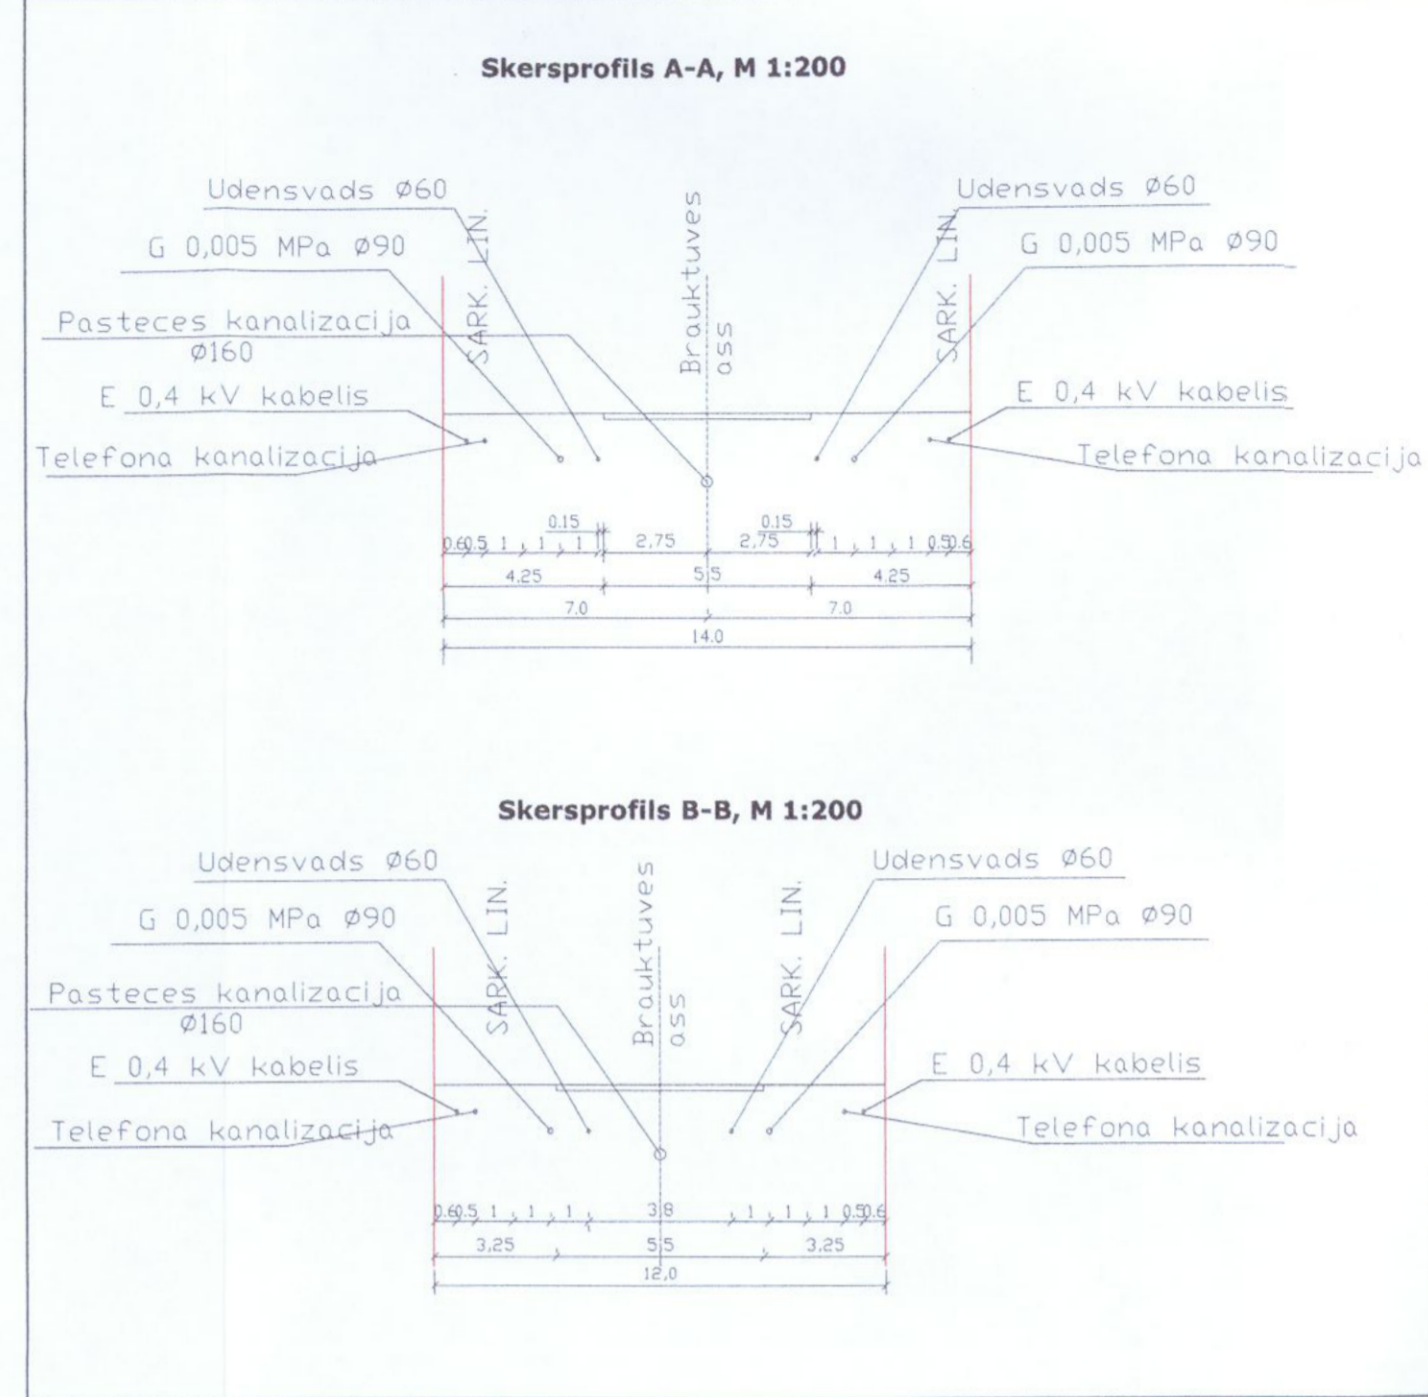 Skersprofils A-A, M 1:200
Udensvads Ø60
Udensvads Ø60
G 0,005 MPa Ø90
G 0,005 MPa Ø90
SARK. LIN.
Brauktuves
ass
SARK. LIN.
Pasteces kanalizacija
Ø160
E 0,4 kV kabelis
E 0,4 kV kabelis
Telefona kanalizacija
Telefona kanalizacija
0.15 0.15
0.6 0.5 1 1 1 2,75 2,75 1 1 1 0.5 0.6
4.25 5,5 4.25
7.0 7.0
14.0
Skersprofils B-B, M 1:200
Udensvads Ø60
Udensvads Ø60
G 0,005 MPa Ø90
G 0,005 MPa Ø90
SARK. LIN.
Brauktuves
ass
SARK. LIN.
Pasteces kanalizacija
Ø160
E 0,4 kV kabelis
E 0,4 kV kabelis
Telefona kanalizacija
Telefona kanalizacija
0.6 0.5 1 1 1 3,8 1 1 1 0.5 0.6
3,25 5,5 3,25
12,0